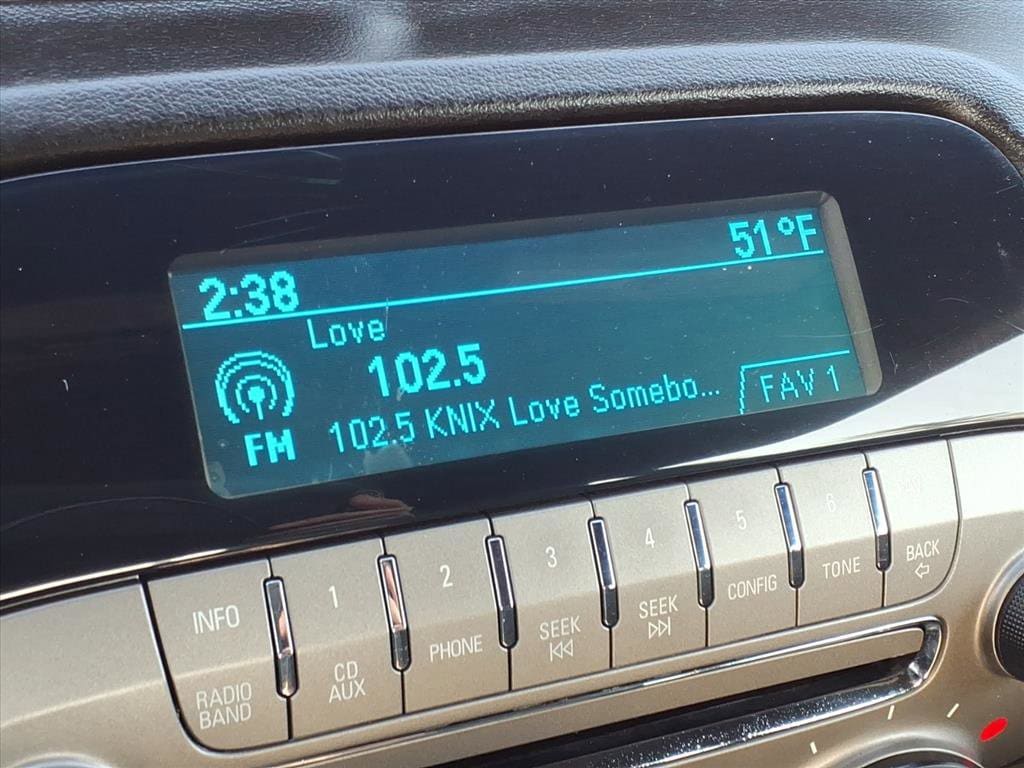 51°F
2:38
Love
102.5
102.5 KNIX Love Somebo...
FM
FAV 1
INFO
RADIO
BAND
1
CD
AUX
2
PHONE
3
SEEK
4
SEEK
5
CONFIG
6
TONE
BACK